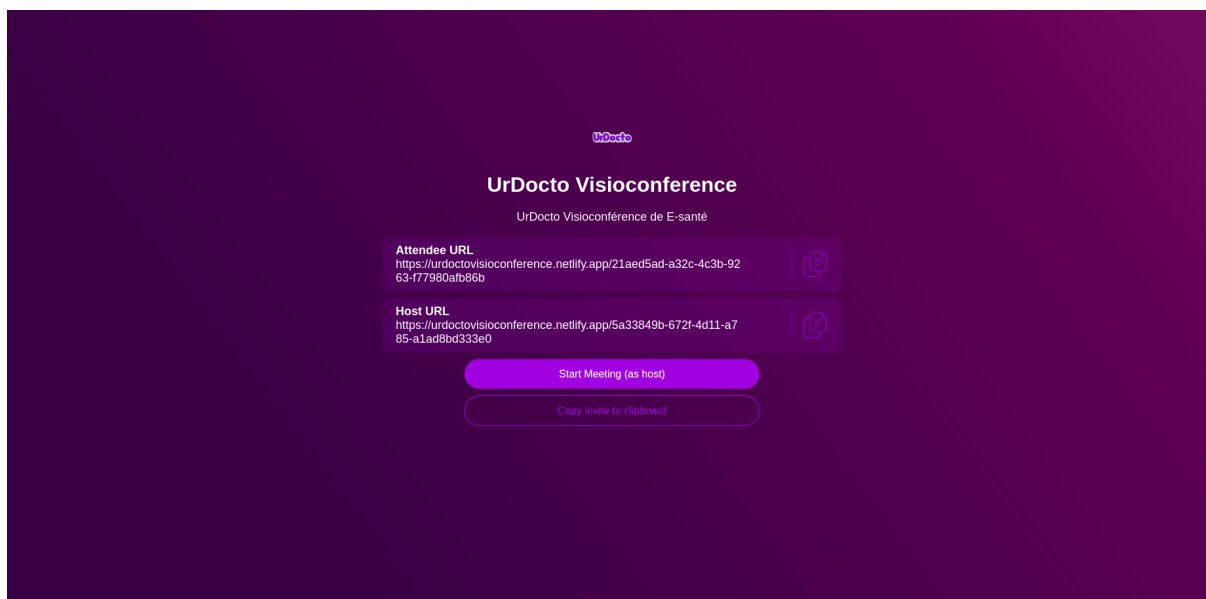 UrDocto
UrDocto Visioconference
UrDocto Visioconférence de E-santé
Attendee URL
https://urdoctovisioconference.netlify.app/21aed5ad-a32c-4c3b-92
63-f77980afb86b
Host URL
https://urdoctovisioconference.netlify.app/5a33849b-672f-4d11-a7
85-a1ad8bd333e0
Start Meeting (as host)
Copy invite to clipboard